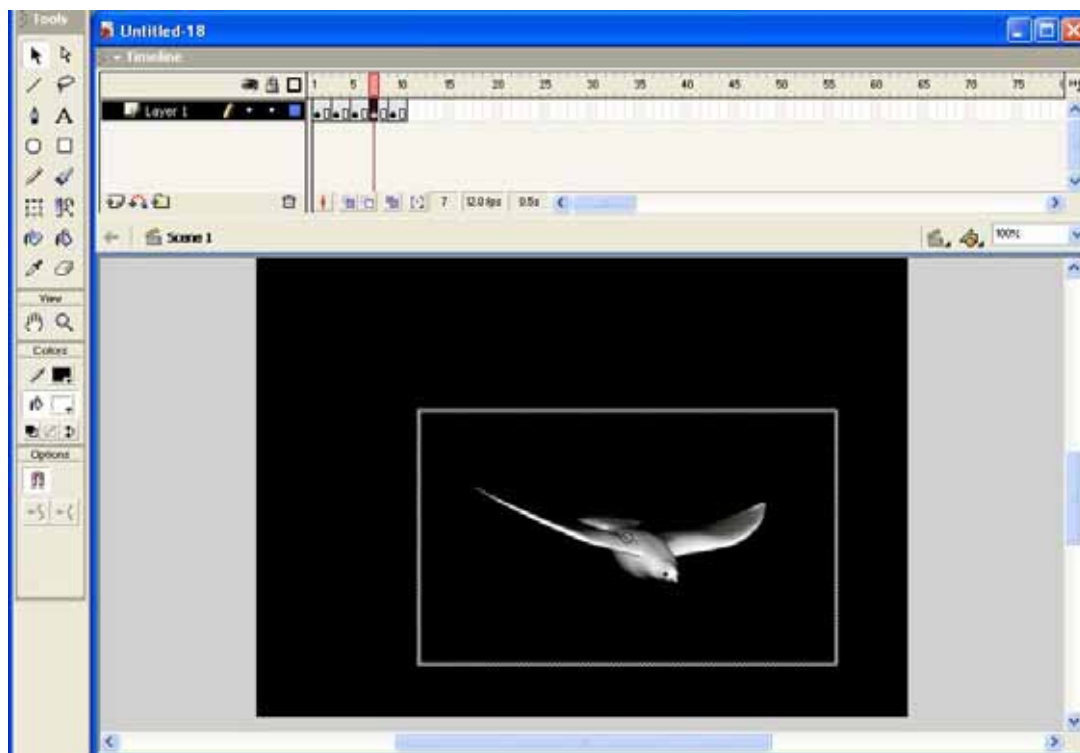 Tools
Untitled-18
Timeline
1 5 10 15 20 25 30 35 40 45 50 55 60 65 70 75
Layer 1
7 12.0 fps 0.5s
Scene 1
100%
View
Colors
Options